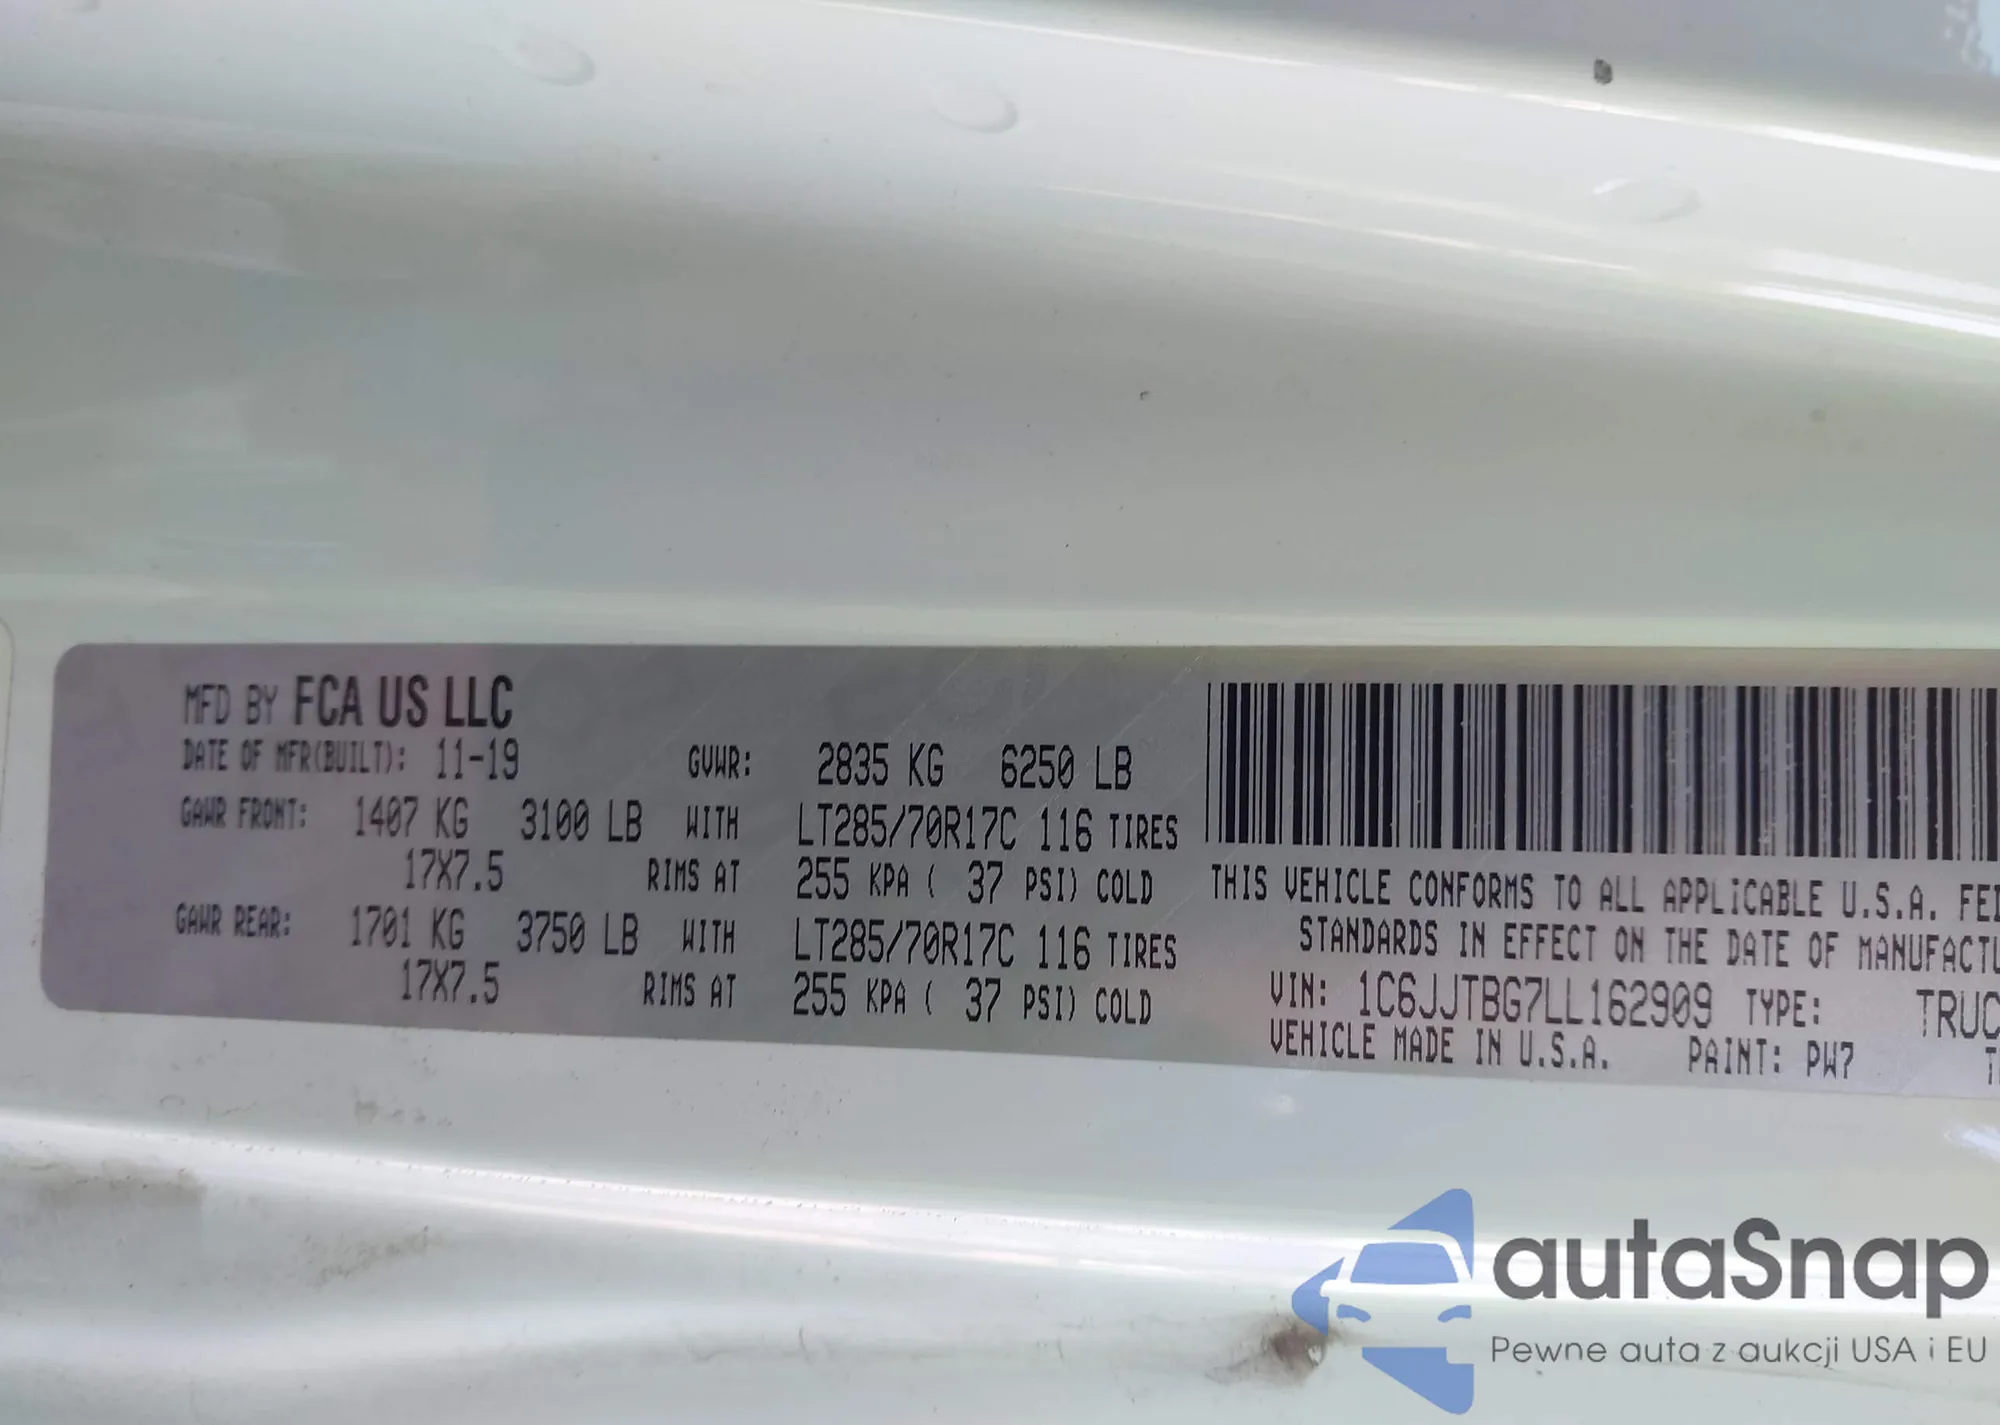 MFD BY FCA US LLC
DATE OF MFR(BUILT): 11-19 GVWR: 2835 KG 6250 LB
GAWR FRONT: 1407 KG 3100 LB WITH LT285/70R17C 116 TIRES
17X7.5 RIMS AT 255 KPA ( 37 PSI) COLD
GAWR REAR: 1701 KG 3750 LB WITH LT285/70R17C 116 TIRES
17X7.5 RIMS AT 255 KPA ( 37 PSI) COLD
THIS VEHICLE CONFORMS TO ALL APPLICABLE U.S.A.
STANDARDS IN EFFECT ON THE DATE OF
VIN: 1C6JJTBG7LL162909 TYPE:
VEHICLE MADE IN U.S.A. PAINT: PW7
autaSnap
Pewne auta z aukcji USA i EU